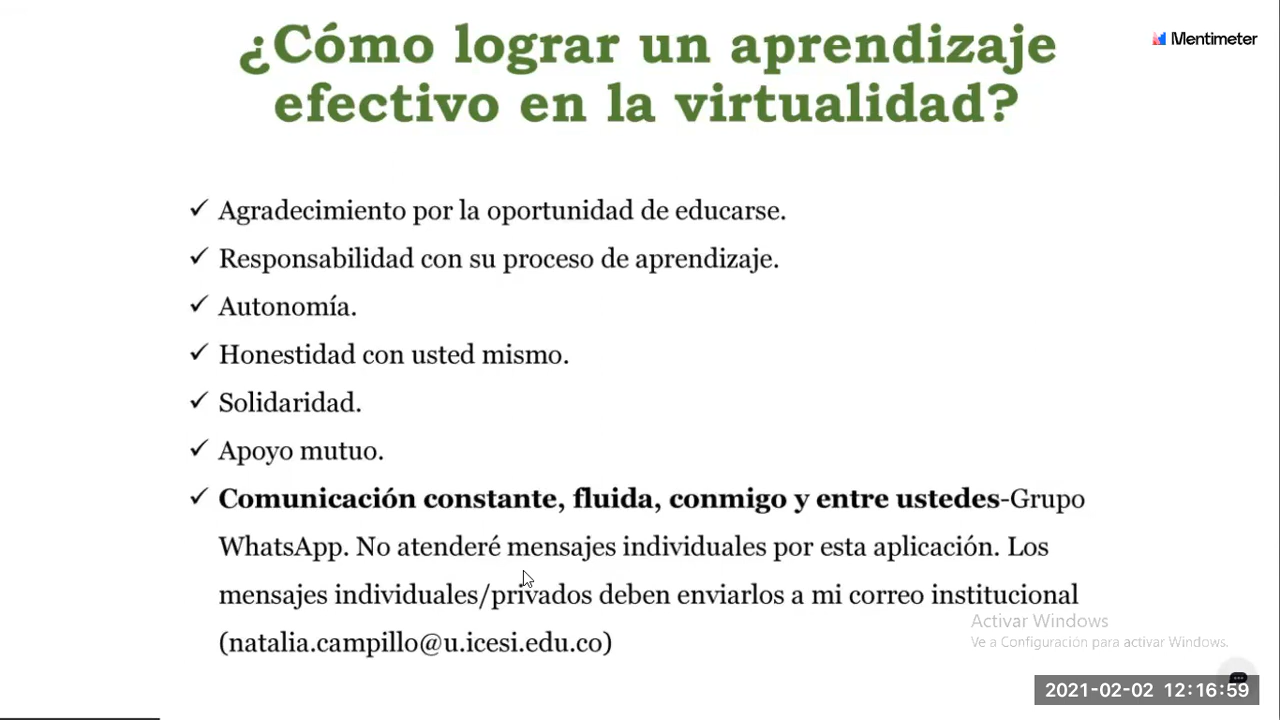 ¿Cómo lograr un aprendizaje
efectivo en la virtualidad?
Mentimeter
✓ Agradecimiento por la oportunidad de educarse.
✓ Responsabilidad con su proceso de aprendizaje.
✓ Autonomía.
✓ Honestidad con usted mismo.
✓ Solidaridad.
✓ Apoyo mutuo.
✓ Comunicación constante, fluida, conmigo y entre ustedes-Grupo
WhatsApp. No atenderé mensajes individuales por esta aplicación. Los
mensajes individuales/privados deben enviarlos a mi correo institucional
(natalia.campillo@u.icesi.edu.co)
Activar Windows
Ve a Configuración para activar Windows.
2021-02-02 12:16:59